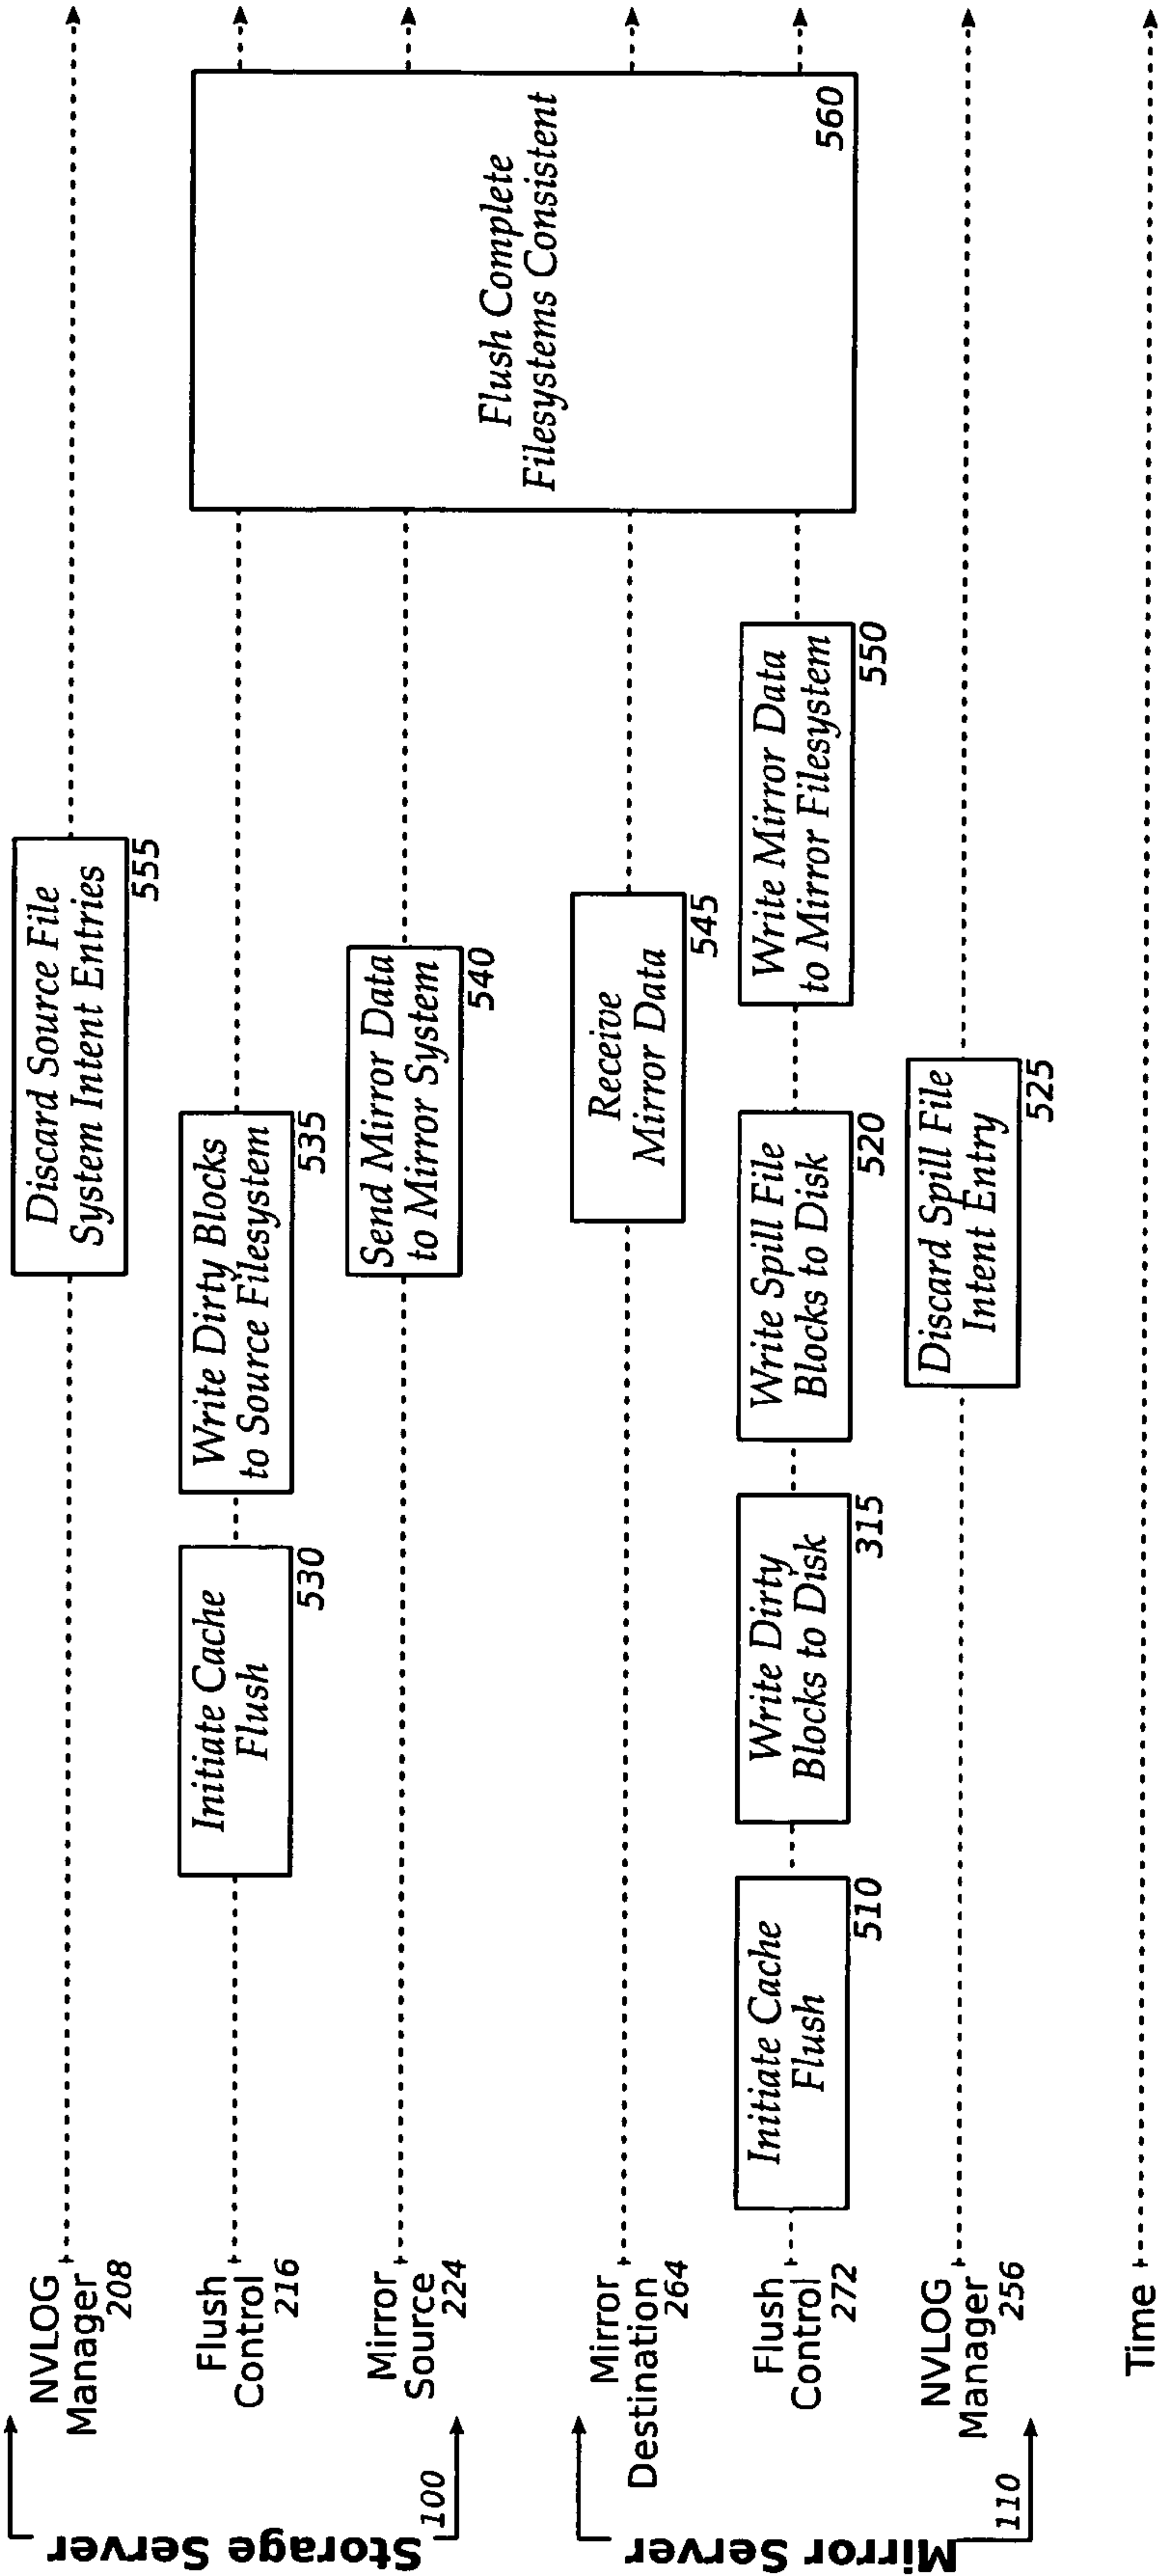 Storage Server
100
NVLOG
Manager
208
Discard Source File
System Intent Entries
555
Flush
Control
216
Initiate Cache
Flush
530
Write Dirty Blocks
to Source Filesystem
535
Mirror
Source
224
Send Mirror Data
to Mirror System
540
Flush Complete
Filesystems Consistent
560
Mirror Server
110
Mirror
Destination
264
Receive
Mirror Data
545
Flush
Control
272
Initiate Cache
Flush
510
Write Dirty
Blocks to Disk
315
Write Spill File
Blocks to Disk
520
Write Mirror Data
to Mirror Filesystem
550
NVLOG
Manager
256
Discard Spill File
Intent Entry
525
Time